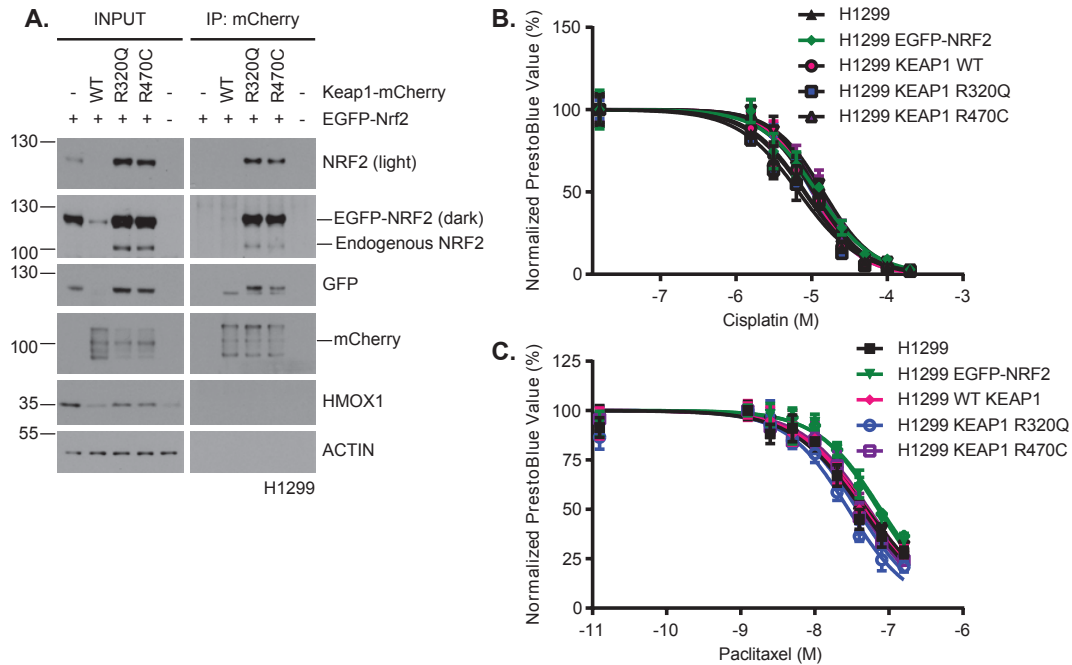 A.
INPUT
IP: mCherry
- WT R320Q R470C - - WT R320Q R470C - Keap1-mCherry
+ + + + - + + + + - EGFP-Nrf2
130 NRF2 (light)
130 EGFP-NRF2 (dark)
100 Endogenous NRF2
130 GFP
100 mCherry
35 HMOX1
55
ACTIN
H1299
B.
Normalized PrestoBlue Value (%)
150
100
50
0
-7 -6 -5 -4 -3
Cisplatin (M)
H1299
H1299 EGFP-NRF2
H1299 KEAP1 WT
H1299 KEAP1 R320Q
H1299 KEAP1 R470C
C.
Normalized PrestoBlue Value (%)
125
100
75
50
25
0
-11 -10 -9 -8 -7 -6
Paclitaxel (M)
H1299
H1299 EGFP-NRF2
H1299 WT KEAP1
H1299 KEAP1 R320Q
H1299 KEAP1 R470C